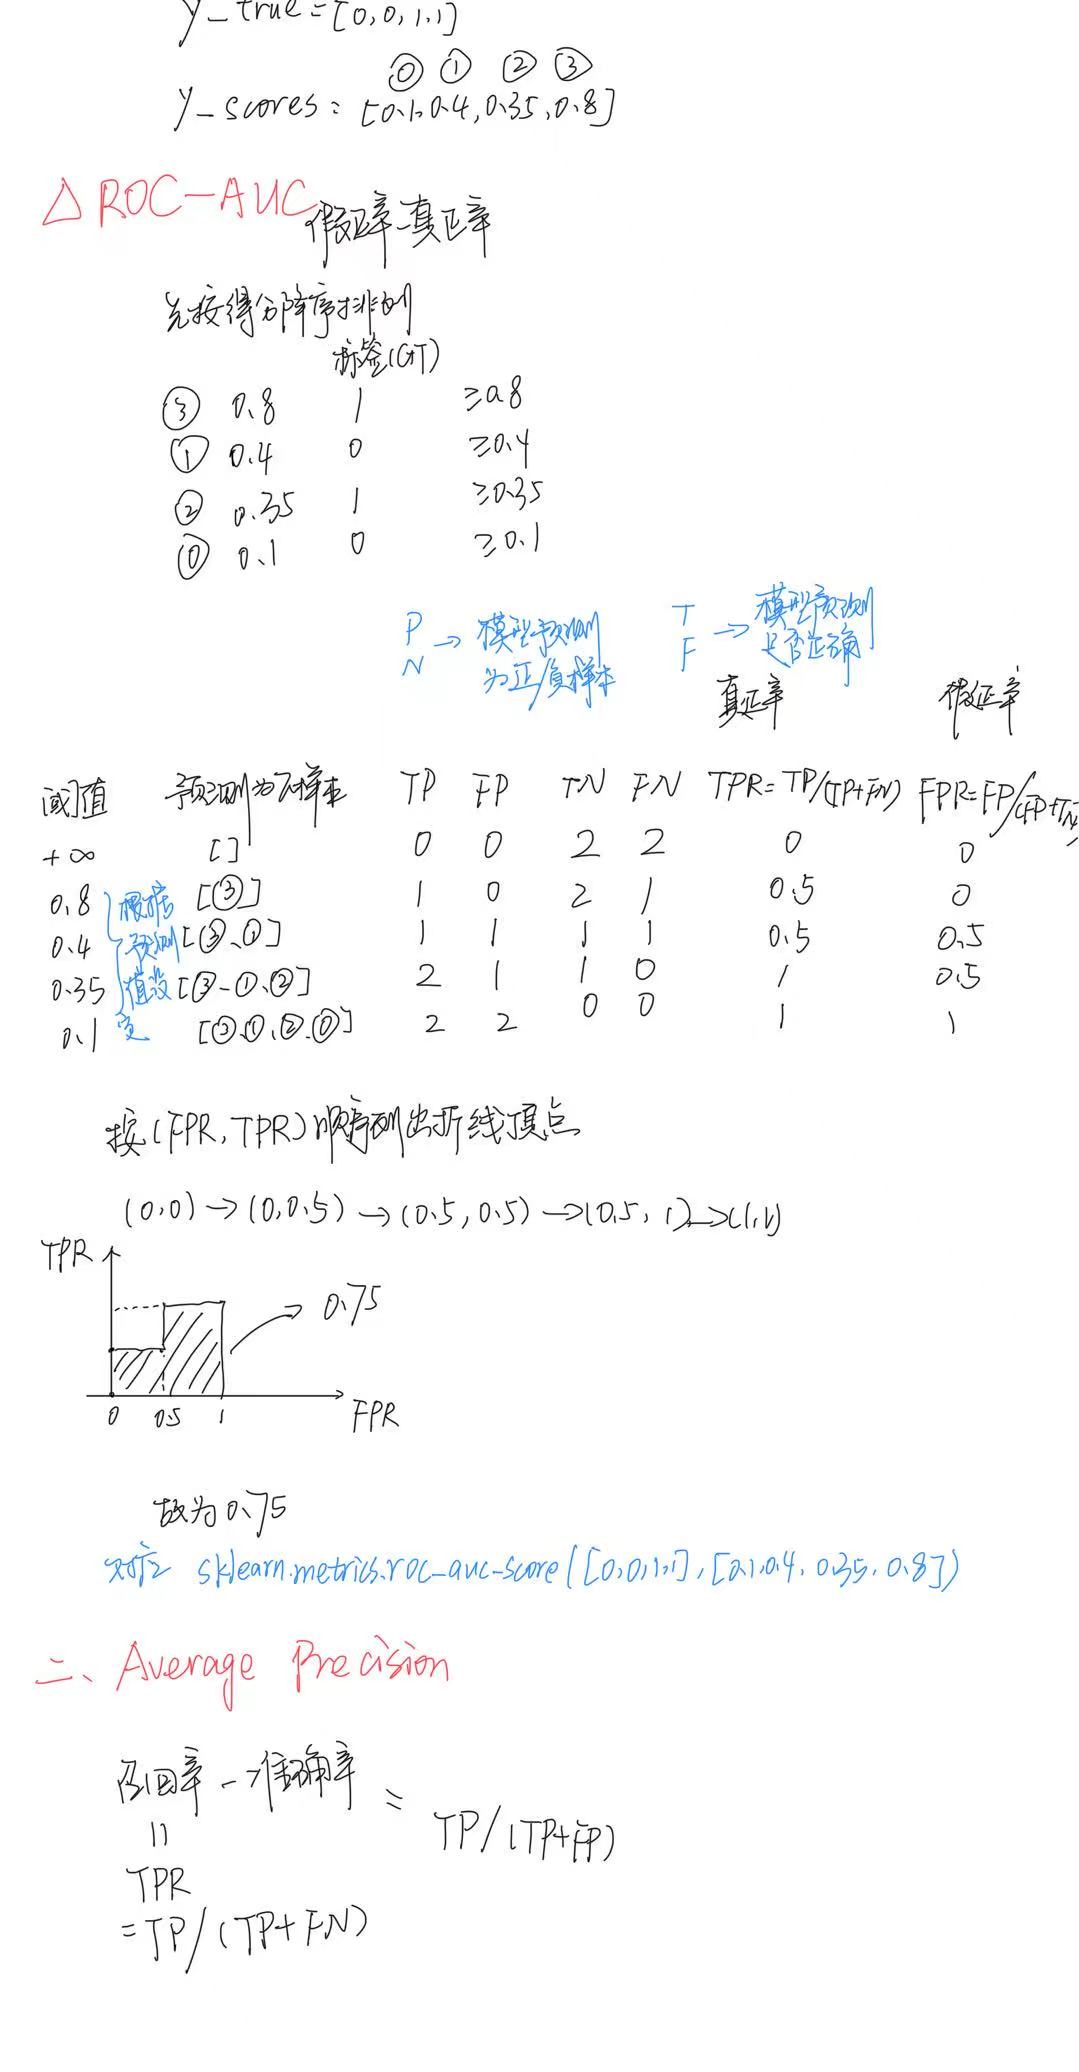 y_true=[0,0,1,1]
⓪ ① ② ③
y_scores: [0.1,0.4,0.35,0.8]
△ ROC-AUC
假正率-真正率
先按得分降序排列
标签(GT)
③ 0.8 1 ≥0.8
① 0.4 0 ≥0.4
② 0.35 1 ≥0.35
⓪ 0.1 0 ≥0.1
P N → 模型预测为正/负样本
T F → 模型预测是否正确
真正率 假正率
阈值 预测为正样本 TP FP TN FN TPR=TP/(TP+FN) FPR=FP/(FP+TN)
+∞ [] 0 0 2 2 0 0
0.8 [③] 1 0 2 1 0.5 0
0.4 [③、①] 1 1 1 1 0.5 0.5
0.35 [③-①、②] 2 1 1 0 1 0.5
0.1 [③、①、②、⓪] 2 2 0 0 1 1
根据
预测
值设
定
按(FPR,TPR)顺序列出折线顶点
(0,0)→(0,0.5)→(0.5,0.5)→(0.5,1)→(1,1)
TPR
0.75
0 0.5 1
FPR
故为0.75
对应 sklearn.metrics.roc_auc-score([0,0,1,1],[0.1,0.4,0.35,0.8])
二、Average Precision
召回率-准确率 = TP/(TP+FP)
=
TPR
=TP/(TP+FN)